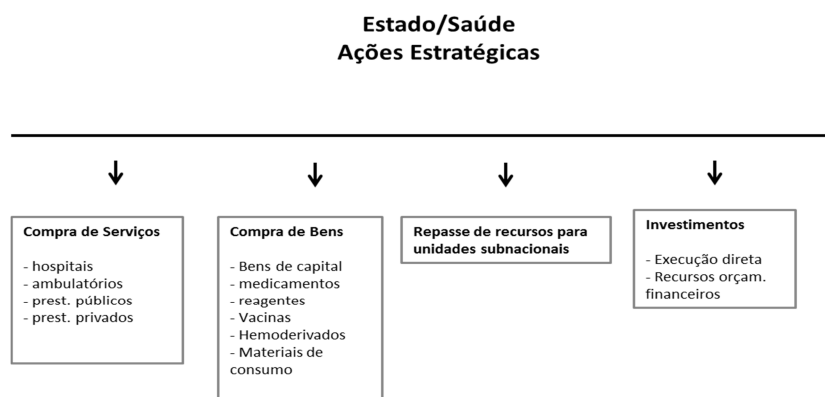 Estado/Saúde
Ações Estratégicas
Compra de Serviços
- hospitais
- ambulatórios
- prest. públicos
- prest. privados
Compra de Bens
- Bens de capital
- medicamentos
- reagentes
- Vacinas
- Hemoderivados
- Materiais de
consumo
Repasse de recursos para
unidades subnacionais
Investimentos
- Execução direta
- Recursos orçam.
financeiros